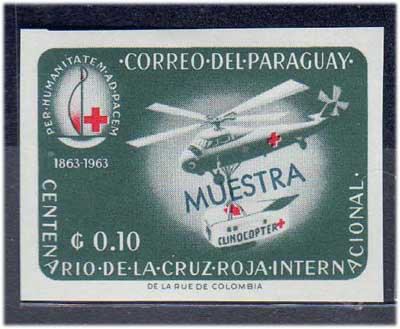 CORREO·DEL·PARAGUAY·
PER·HUMANITATEM·AD·PACEM
1863-1963
MUESTRA
CLINOCOPTER
₲ 0.10
CENTENARIO·DE·LA·CRUZ·ROJA·INTERNACIONAL·
DE LA RUE DE COLOMBIA